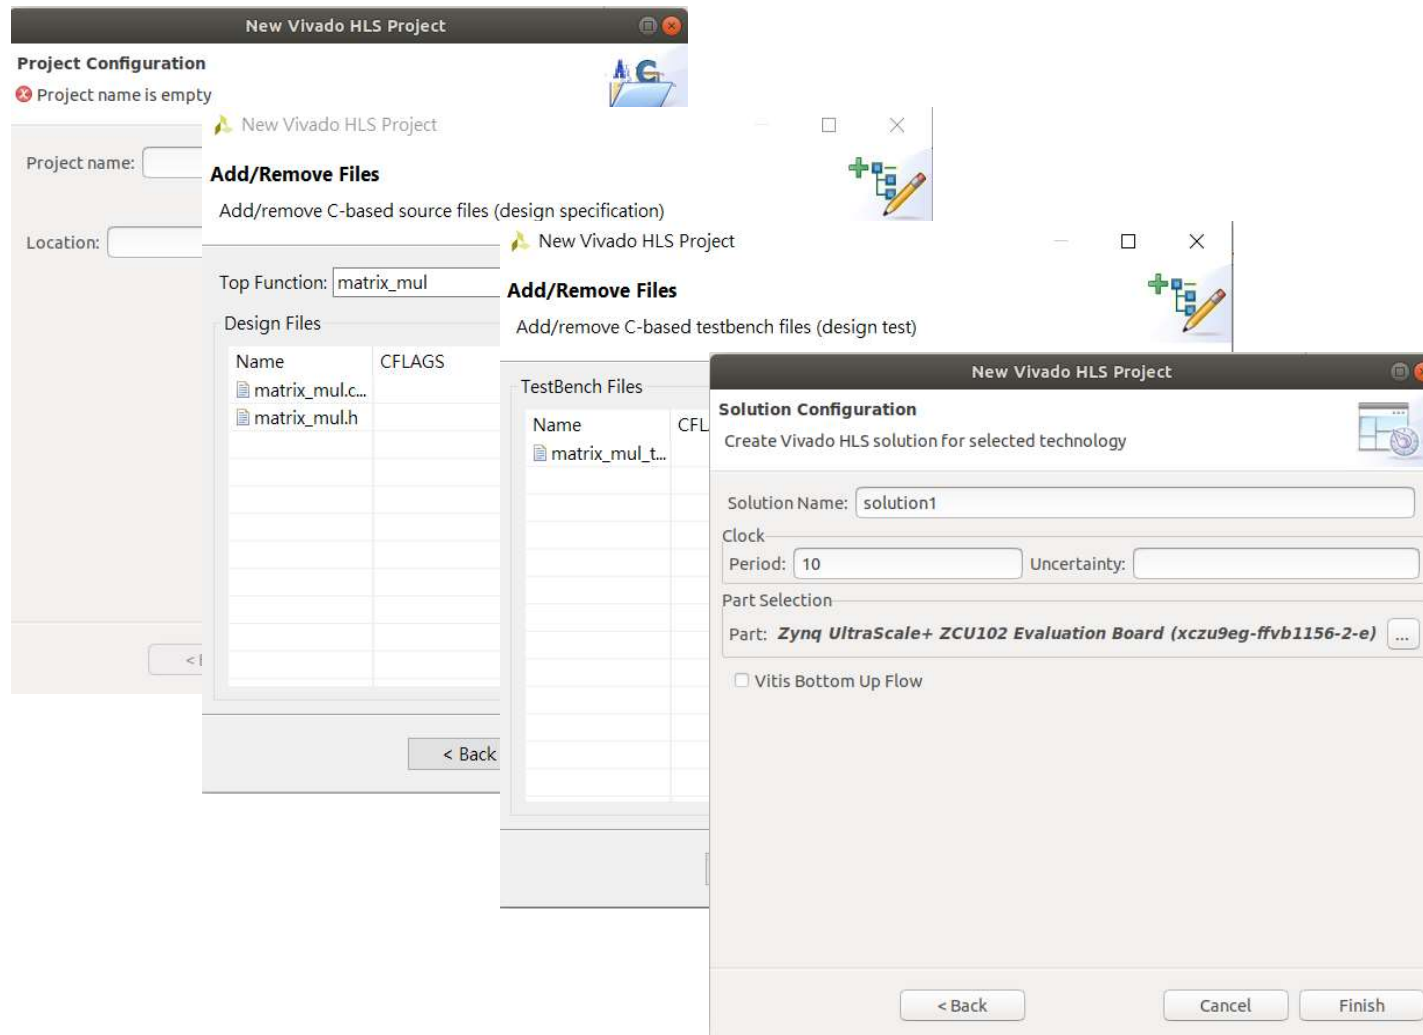 New Vivado HLS Project
Project Configuration
Project name is empty
Project name:
Location:
New Vivado HLS Project
Add/Remove Files
Add/remove C-based source files (design specification)
Top Function: matrix_mul
Design Files
Name CFLAGS
matrix_mul.c...
matrix_mul.h
< Back
New Vivado HLS Project
Add/Remove Files
Add/remove C-based testbench files (design test)
TestBench Files
Name CFL
matrix_mul_t...
New Vivado HLS Project
Solution Configuration
Create Vivado HLS solution for selected technology
Solution Name: solution1
Clock
Period: 10 Uncertainty:
Part Selection
Part: Zynq UltraScale+ ZCU102 Evaluation Board (xczu9eg-ffvb1156-2-e) ...
Vitis Bottom Up Flow
< Back Cancel Finish